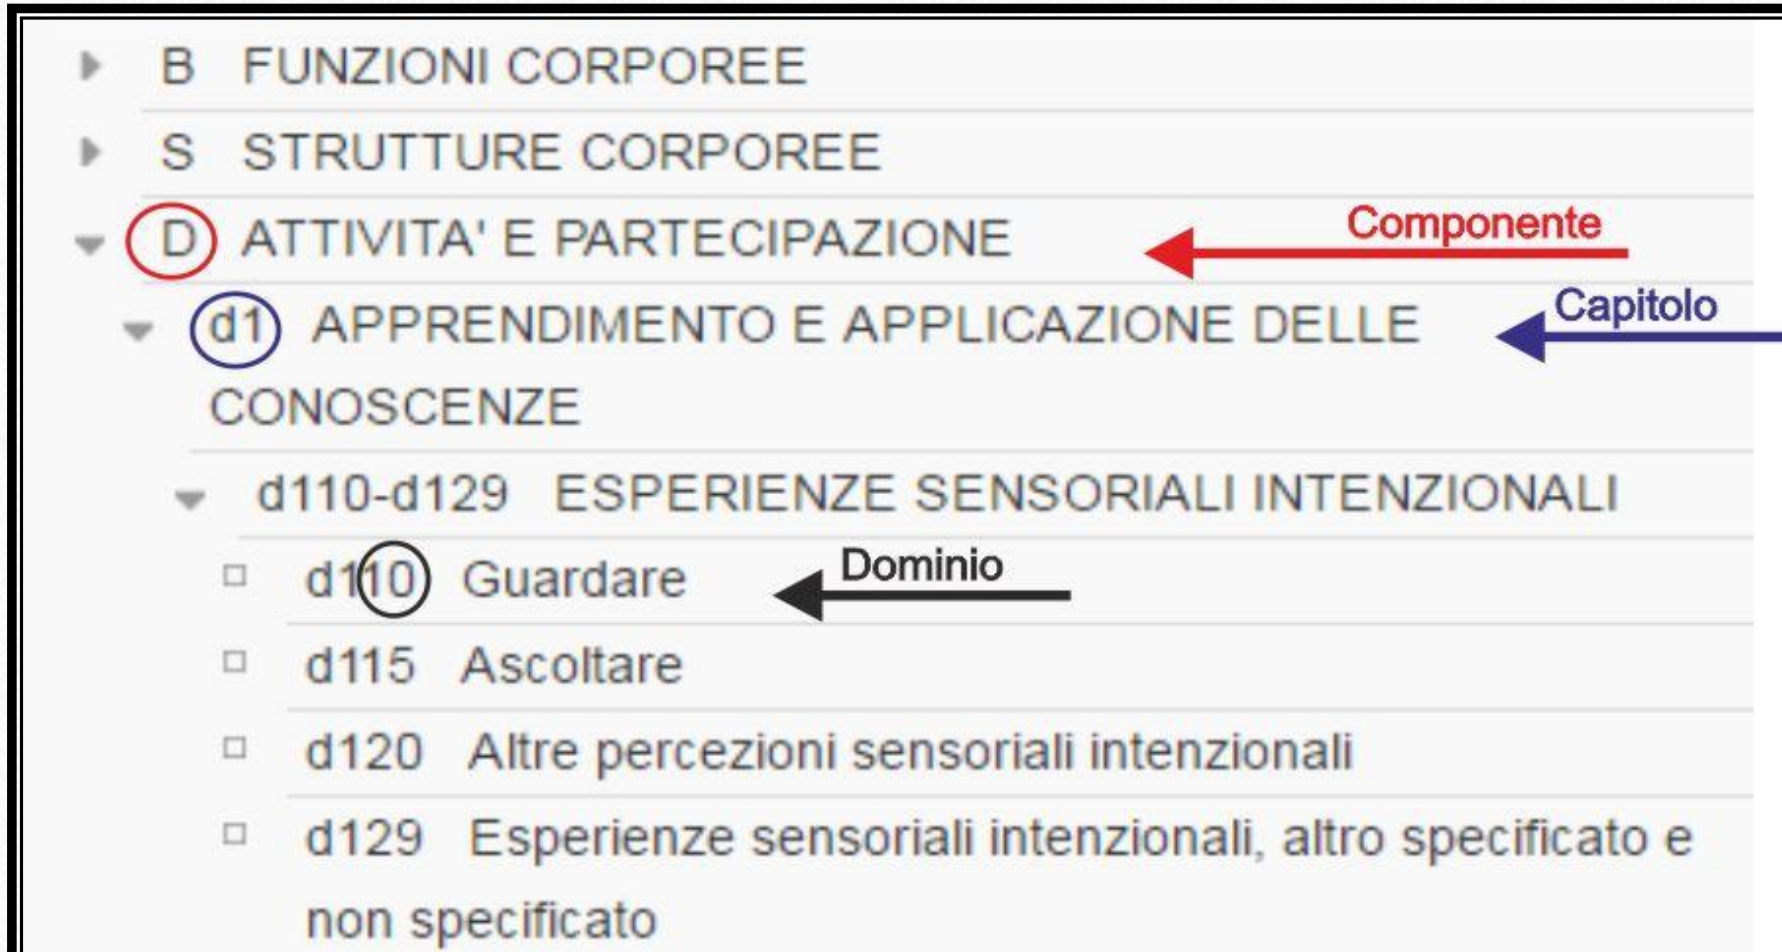 B FUNZIONI CORPOREE
S STRUTTURE CORPOREE
D ATTIVITA' E PARTECIPAZIONE Componente
d1 APPRENDIMENTO E APPLICAZIONE DELLE Capitolo
CONOSCENZE
d110-d129 ESPERIENZE SENSORIALI INTENZIONALI
d110 Guardare Dominio
d115 Ascoltare
d120 Altre percezioni sensoriali intenzionali
d129 Esperienze sensoriali intenzionali, altro specificato e
non specificato